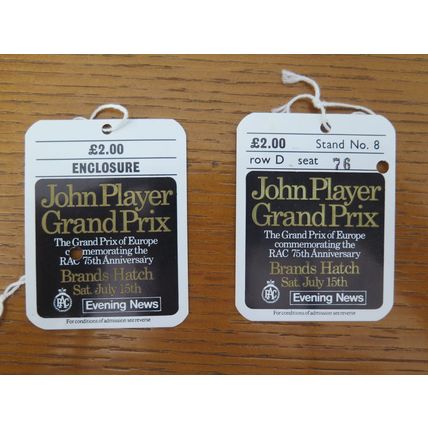 £2.00
ENCLOSURE
John Player
Grand Prix
The Grand Prix of Europe
commemorating the
RAC 75th Anniversary
Brands Hatch
Sat. July 15th
RAC
Evening News
For conditions of admission see reverse
£2.00 Stand No. 8
row D seat 76
John Player
Grand Prix
The Grand Prix of Europe
commemorating the
RAC 75th Anniversary
Brands Hatch
Sat. July 15th
RAC
Evening News
For conditions of admission see reverse